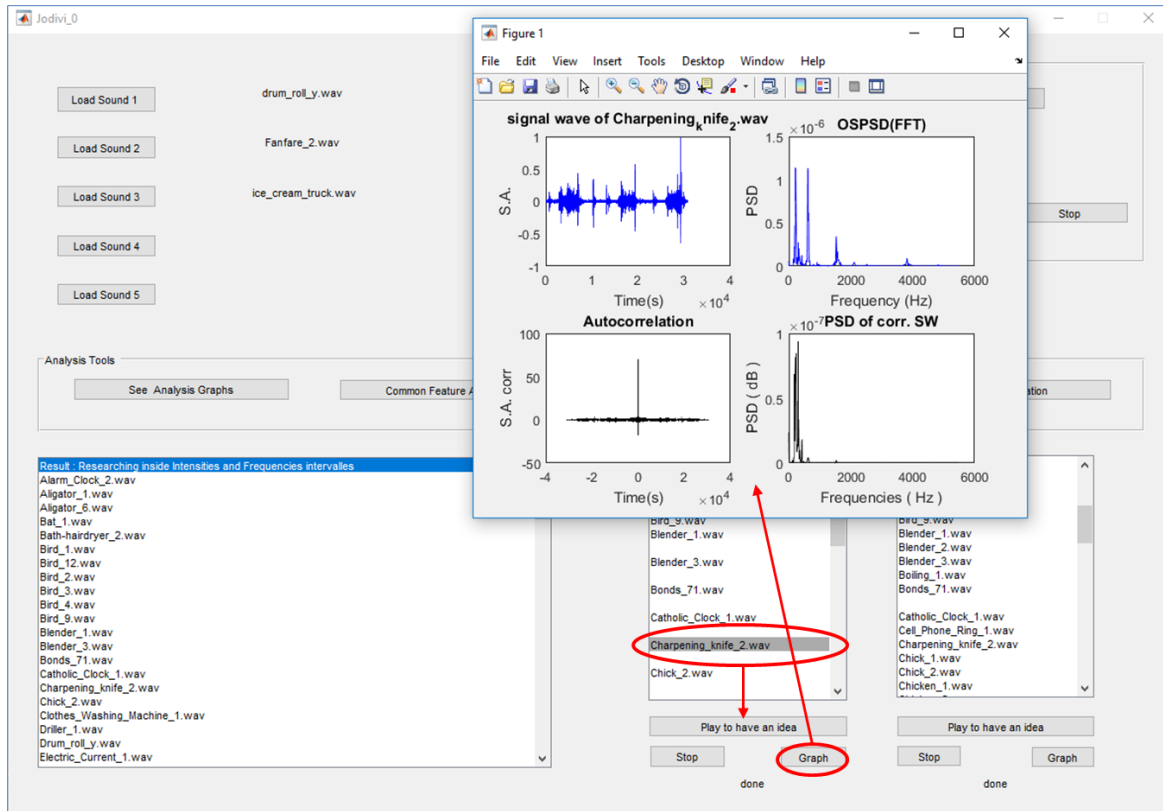 Jodivi_0
Load Sound 1
drum_roll_y.wav
Load Sound 2
Fanfare_2.wav
Load Sound 3
ice_cream_truck.wav
Load Sound 4
Load Sound 5
Stop
Figure 1
File Edit View Insert Tools Desktop Window Help
signal wave of Charpening_knife_2.wav
1
0.5
0
-0.5
-1
S.A.
0 1 2 3 4
Time(s) × 10^4
× 10^-6 OSPSD(FFT)
1.5
1
0.5
0
PSD
0 2000 4000 6000
Frequency (Hz)
Autocorrelation
100
50
0
-50
S.A. corr
-4 -2 0 2 4
Time(s) × 10^4
× 10^-7 PSD of corr. SW
1
0.5
0
PSD ( dB )
0 2000 4000 6000
Frequencies ( Hz )
Analysis Tools
See Analysis Graphs
Common Feature A
ation
Result : Researching inside Intensities and Frequencies intervalles
Alarm_Clock_2.wav
Aligator_1.wav
Aligator_6.wav
Bat_1.wav
Bath-hairdryer_2.wav
Bird_1.wav
Bird_12.wav
Bird_2.wav
Bird_3.wav
Bird_4.wav
Bird_9.wav
Blender_1.wav
Blender_3.wav
Bonds_71.wav
Catholic_Clock_1.wav
Charpening_knife_2.wav
Chick_2.wav
Clothes_Washing_Machine_1.wav
Driller_1.wav
Drum_roll_y.wav
Electric_Current_1.wav
Bird_9.wav
Blender_1.wav
Blender_3.wav
Bonds_71.wav
Catholic_Clock_1.wav
Charpening_knife_2.wav
Chick_2.wav
Play to have an idea
Stop
Graph
done
Bird_9.wav
Blender_1.wav
Blender_2.wav
Blender_3.wav
Boiling_1.wav
Bonds_71.wav
Catholic_Clock_1.wav
Cell_Phone_Ring_1.wav
Charpening_knife_2.wav
Chick_1.wav
Chick_2.wav
Chicken_1.wav
Play to have an idea
Stop
Graph
done